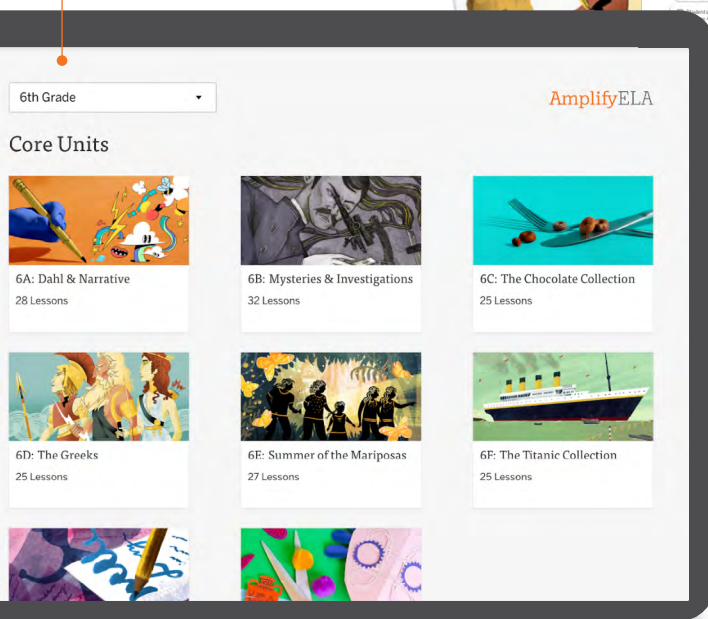 6th Grade
AmplifyELA
Core Units
6A: Dahl & Narrative
28 Lessons
6B: Mysteries & Investigations
32 Lessons
6C: The Chocolate Collection
25 Lessons
6D: The Greeks
25 Lessons
6E: Summer of the Mariposas
27 Lessons
6F: The Titanic Collection
25 Lessons